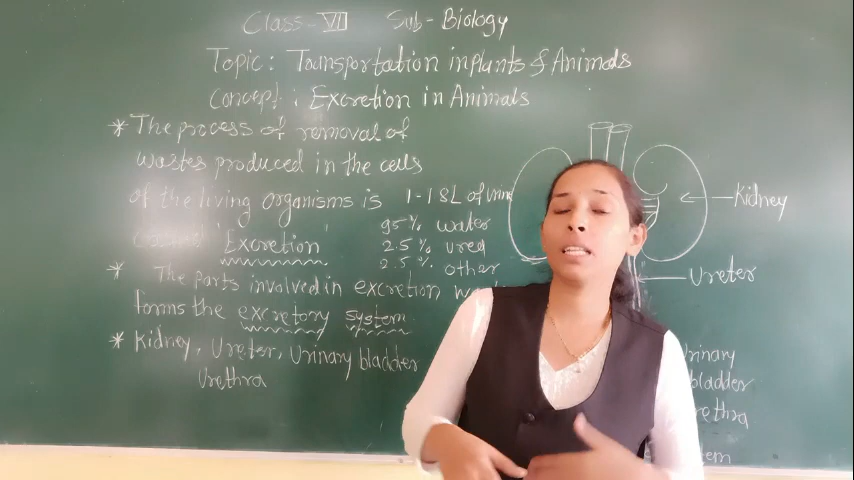 Class-VII Sub-Biology
Topic: Transportation in plants & Animals
Concept: Excretion in Animals
* The process of removal of
wastes produced in the cells
of the living organisms is
called Excretion
1-1.8L of urine
95% water
2.5% urea
2.5% other
* The parts involved in excretion
forms the excretory system
* Kidney, Ureter, Urinary bladder
Urethra
Kidney
Ureter
Urinary
bladder